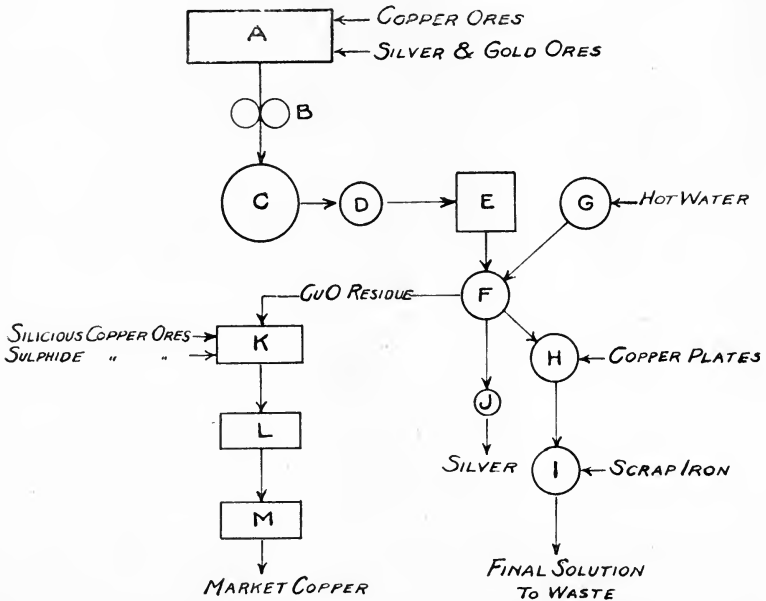 A
COPPER ORES
SILVER & GOLD ORES
B
C
D
E
G
HOT WATER
CUO RESIDUE
F
SILICIOUS COPPER ORES
SULPHIDE " "
K
H
COPPER PLATES
J
L
SILVER
I
SCRAP IRON
M
MARKET COPPER
FINAL SOLUTION
TO WASTE